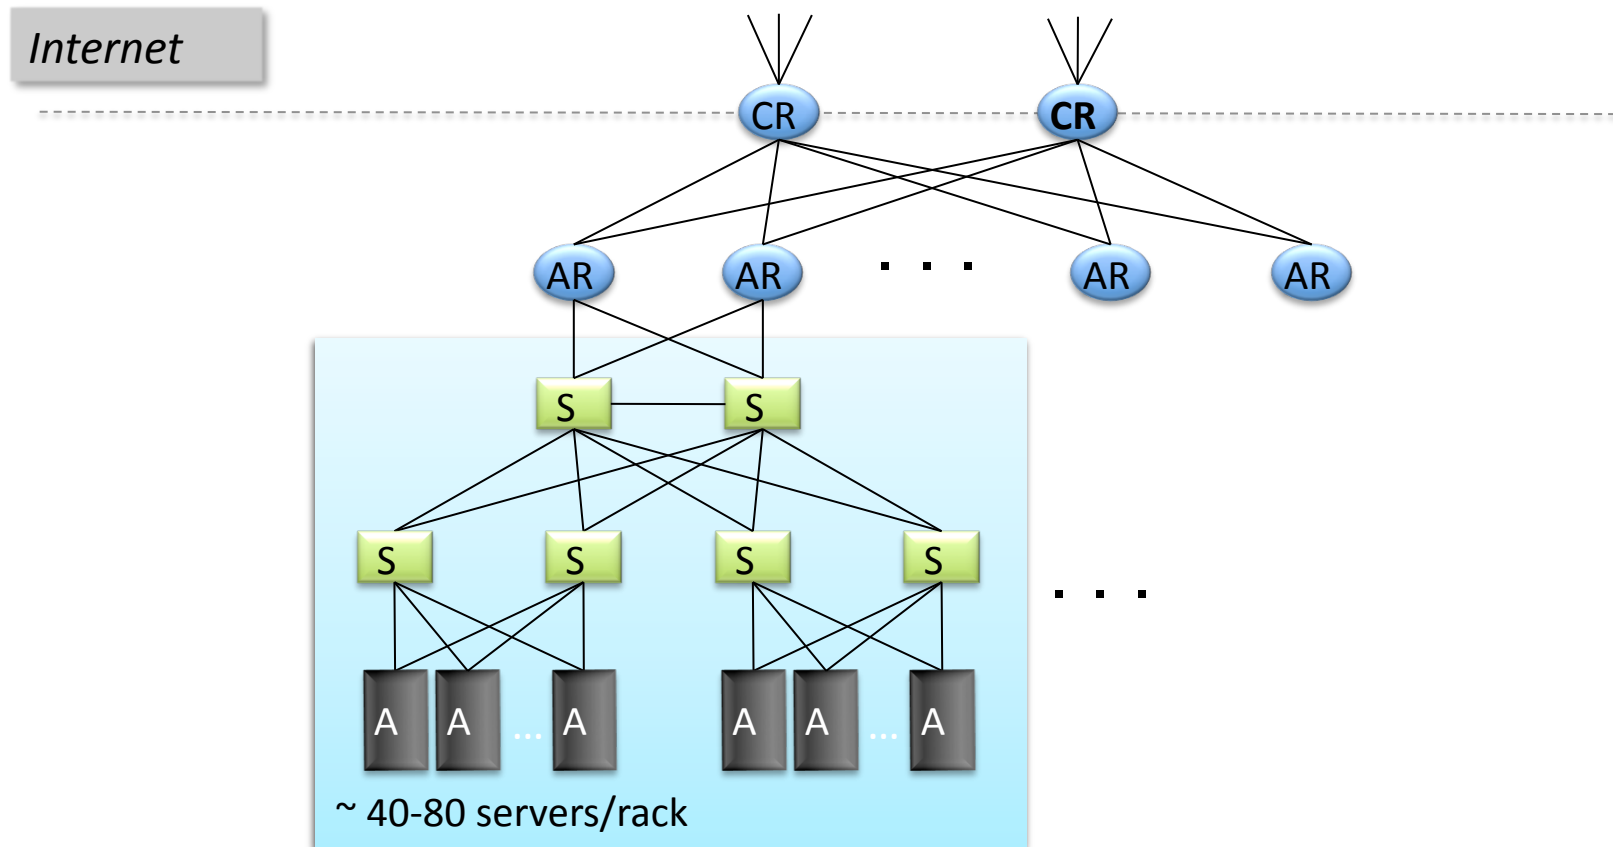 Internet
CR CR
AR AR . . . AR AR
S S
S S S S
. . .
A A ... A A A ... A
~ 40-80 servers/rack